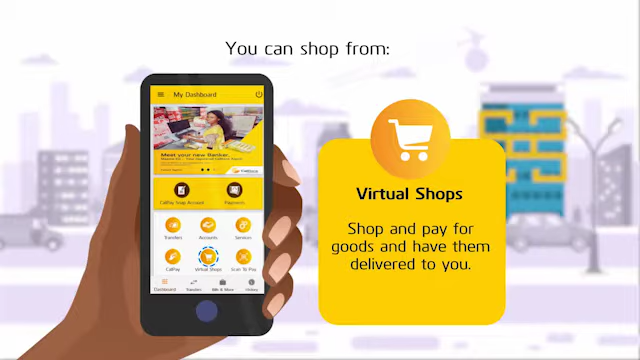 You can shop from:
My Dashboard
Meet your new Banker.
CalPay Snap Account
Payments
Transfers
Accounts
Services
CalPay
Virtual Shops
Scan To Pay
Dashboard
Transfers
Bills & More
History
Virtual Shops
Shop and pay for
goods and have them
delivered to you.